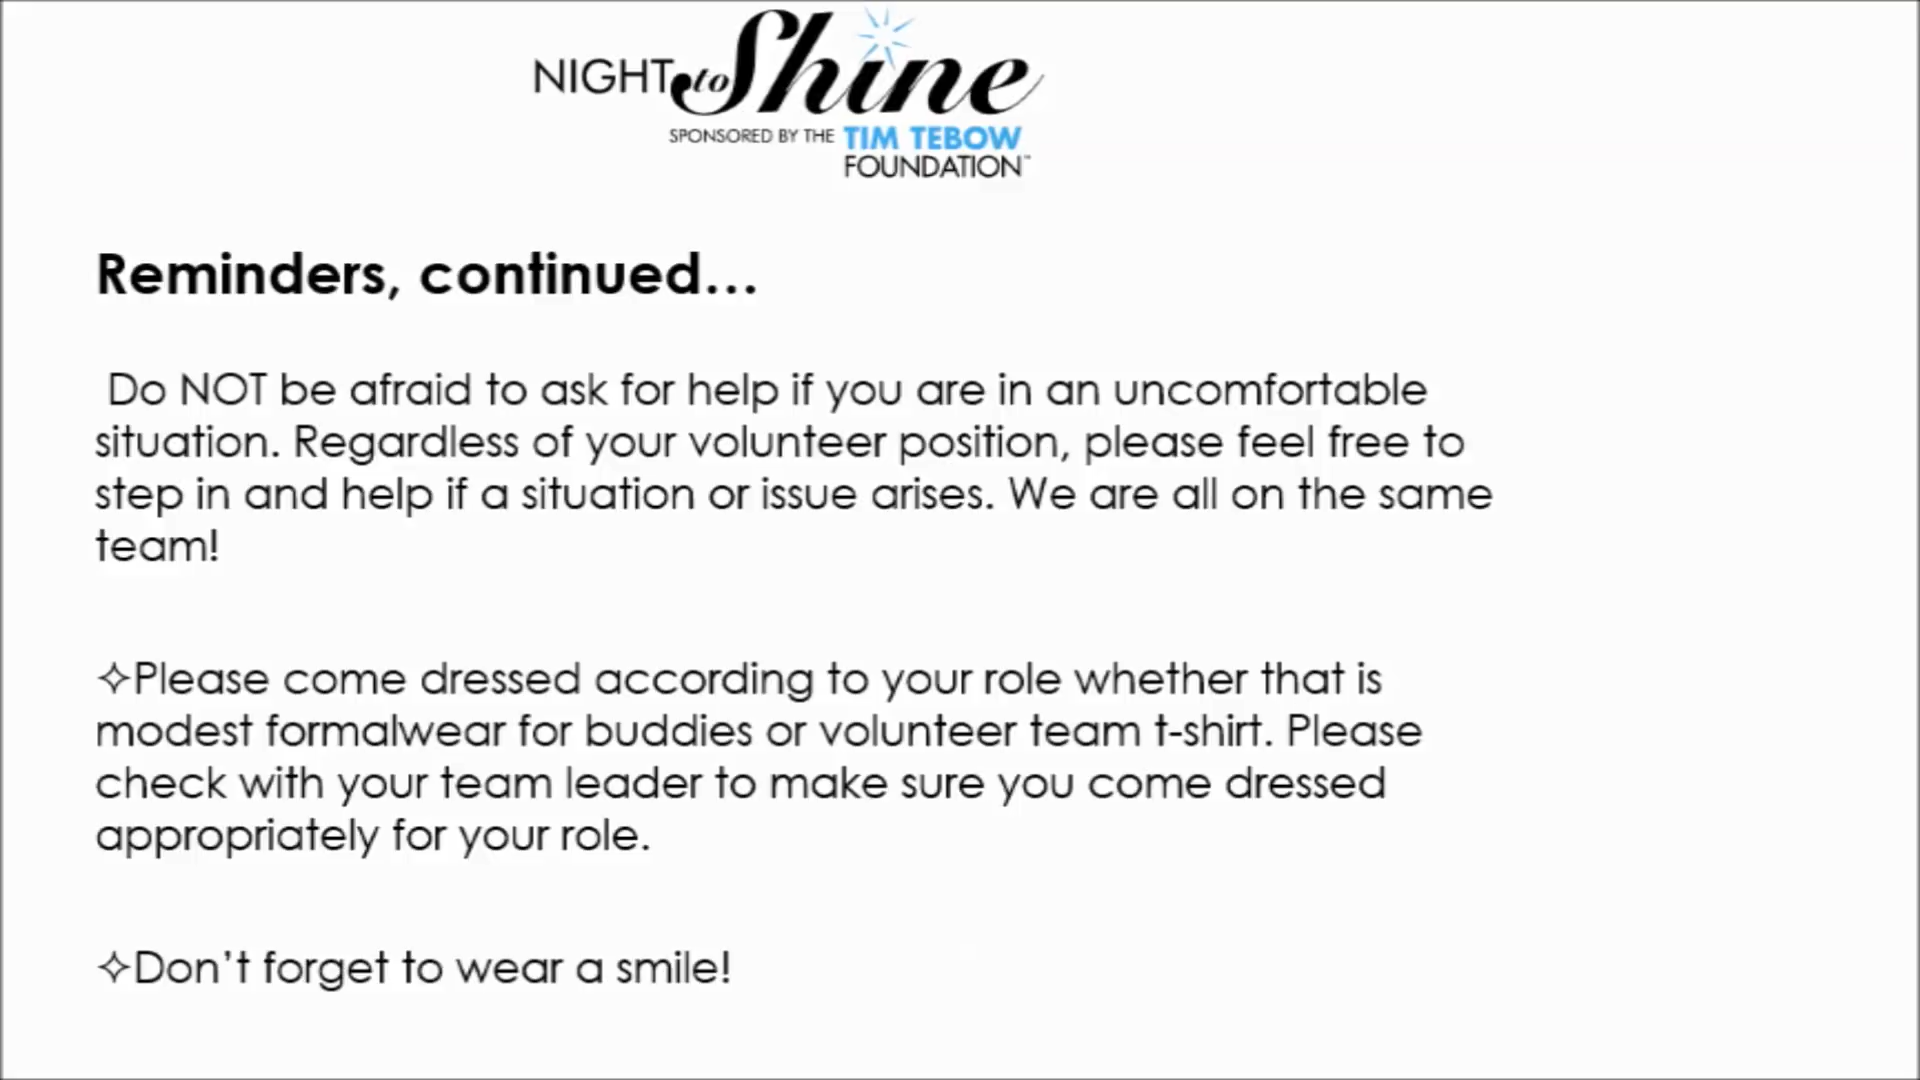 NIGHT to Shine
SPONSORED BY THE TIM TEBOW
FOUNDATION™
Reminders, continued...
Do NOT be afraid to ask for help if you are in an uncomfortable
situation. Regardless of your volunteer position, please feel free to
step in and help if a situation or issue arises. We are all on the same
team!
✧Please come dressed according to your role whether that is
modest formalwear for buddies or volunteer team t-shirt. Please
check with your team leader to make sure you come dressed
appropriately for your role.
✧Don’t forget to wear a smile!